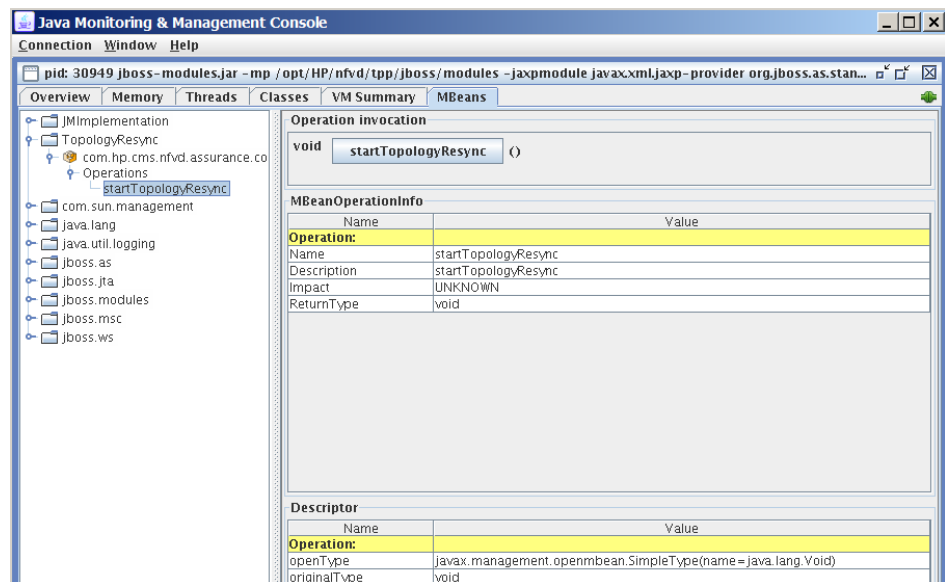 Java Monitoring & Management Console
Connection Window Help
pid: 30949 jboss-modules.jar -mp /opt/HP/nfvd/tpp/jboss/modules -jaxpmodule javax.xml.jaxp-provider org.jboss.as.stan...
Overview Memory Threads Classes VM Summary MBeans
JMImplementation
TopologyResync
com.hp.cms.nfvd.assurance.co
Operations
startTopologyResync
com.sun.management
java.lang
java.util.logging
jboss.as
jboss.jta
jboss.modules
jboss.msc
jboss.ws
Operation invocation
void startTopologyResync ()
MBeanOperationInfo
Name Value
Operation:
Name startTopologyResync
Description startTopologyResync
Impact UNKNOWN
ReturnType void
Descriptor
Name Value
Operation:
openType javax.management.openmbean.SimpleType(name=java.lang.Void)
originalType void